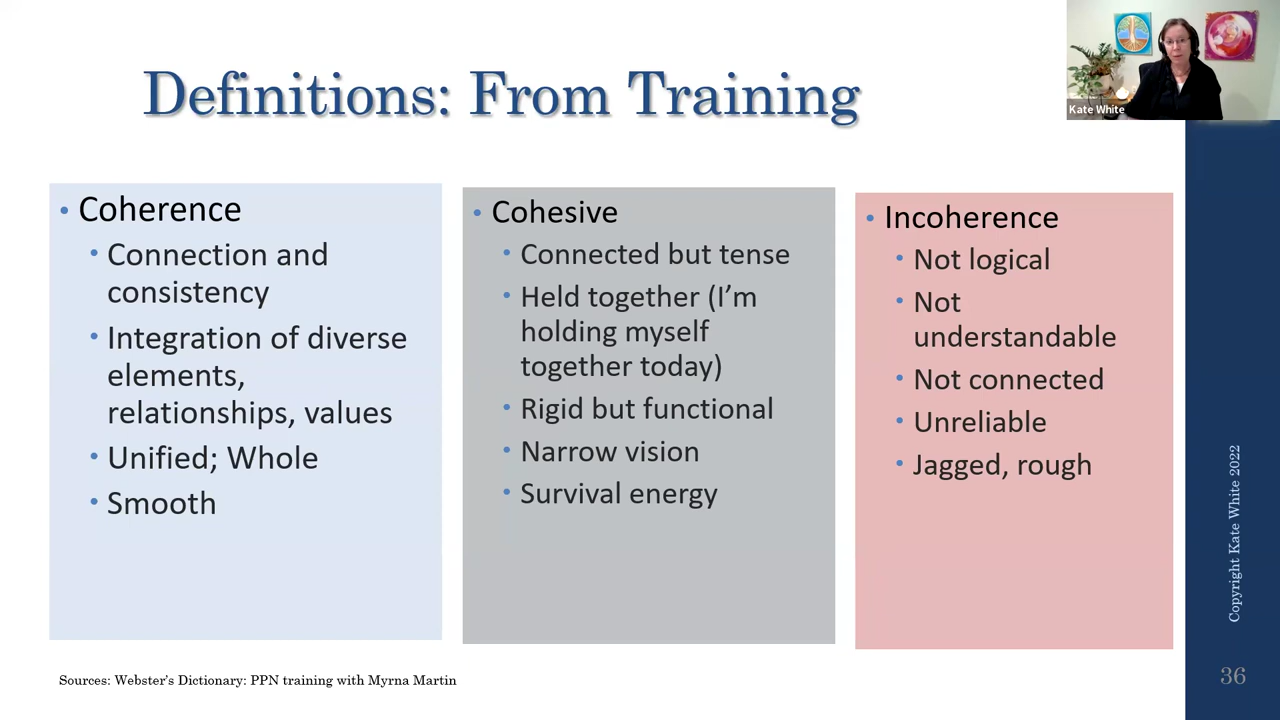 Definitions: From Training
Kate White
• Coherence
• Connection and
consistency
• Integration of diverse
elements,
relationships, values
• Unified; Whole
• Smooth
• Cohesive
• Connected but tense
• Held together (I’m
holding myself
together today)
• Rigid but functional
• Narrow vision
• Survival energy
• Incoherence
• Not logical
• Not
understandable
• Not connected
• Unreliable
• Jagged, rough
Copyright Kate White 2022
Sources: Webster’s Dictionary: PPN training with Myrna Martin
36